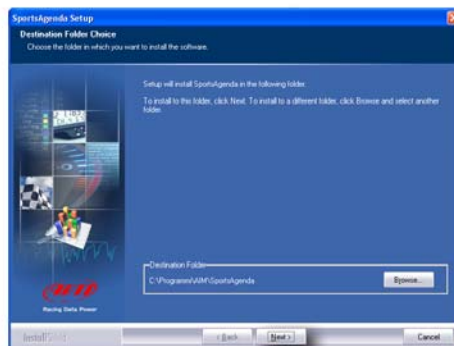 SportsAgenda Setup
Destination Folder Choice
Choose the folder in which you want to install the software.
Setup will install SportsAgenda in the following folder.
To install to this folder, click Next. To install to a different folder, click Browse and select another
folder.
Destination Folder
C:\Programmi\AIM\SportsAgenda
Browse...
AIM
Racing Data Power
< Back
Next >
Cancel